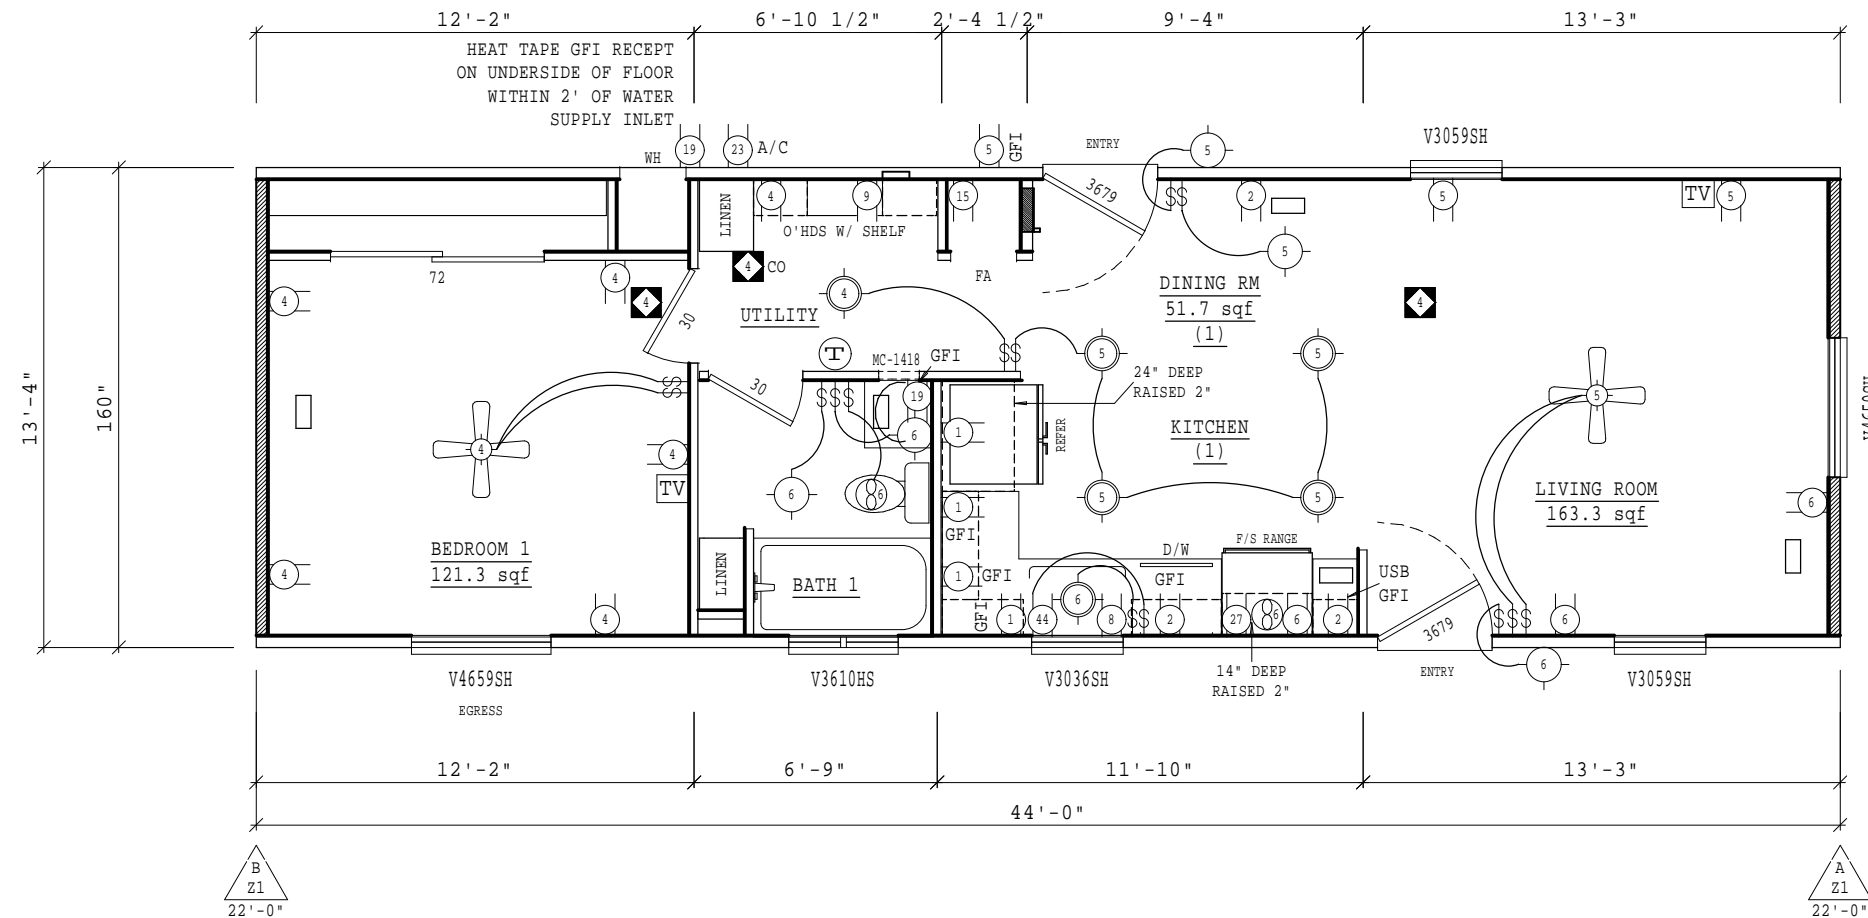 12'-2" 6'-10 1/2" 2'-4 1/2" 9'-4" 13'-3"
HEAT TAPE GFI RECEPT
ON UNDERSIDE OF FLOOR
WITHIN 2' OF WATER
SUPPLY INLET
WH 19 23 A/C 5 GFI ENTRY 5 V3059SH
LINEN 4 9 15 3679 SS 2 5 TV 5
O'HDS W/ SHELF
5
72 4 4 4 CO FA
4 4
30 UTILITY
DINING RM
51.7 sqf
(1)
4
T MC-1418 GFI SS 5 5
24" DEEP
RAISED 2"
13'-4" 160"
30 SSS 19 SS
6 1 REFER
KITCHEN
(1)
5
4 4 TV
6 6 5 5
LIVING ROOM
163.3 sqf
6
1 GFI
BEDROOM 1
121.3 sqf
4
LINEN BATH 1
1 GFI D/W GFI F/S RANGE
USB
GFI
4 GFI 1 44 6 8 SS 2 27 6 6 2 3679 SSS 6
V4659SH V3610HS V3036SH
14" DEEP
RAISED 2"
ENTRY 6 V3059SH
EGRESS
12'-2" 6'-9" 11'-10" 13'-3"
44'-0"
B
Z1
22'-0"
A
Z1
22'-0"